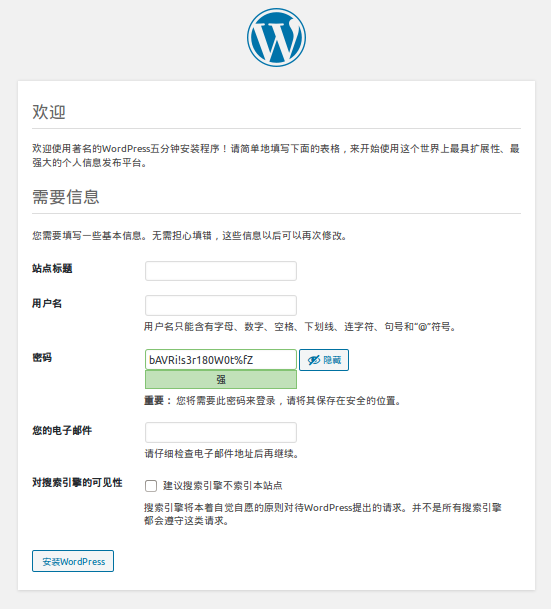 欢迎
欢迎使用著名的WordPress五分钟安装程序！请简单地填写下面的表格，来开始使用这个世界上最具扩展性、最
强大的个人信息发布平台。
需要信息
您需要填写一些基本信息。无需担心填错，这些信息以后可以再次修改。
站点标题
用户名
用户名只能含有字母、数字、空格、下划线、连字符、句号和“@”符号。
密码 bAVRi!s3r180W0t%fZ 隐藏
强
重要： 您将需要此密码来登录，请将其保存在安全的位置。
您的电子邮件
请仔细检查电子邮件地址后再继续。
对搜索引擎的可见性 建议搜索引擎不索引本站点
搜索引擎将本着自觉自愿的原则对待WordPress提出的请求。并不是所有搜索引擎
都会遵守这类请求。
安装WordPress